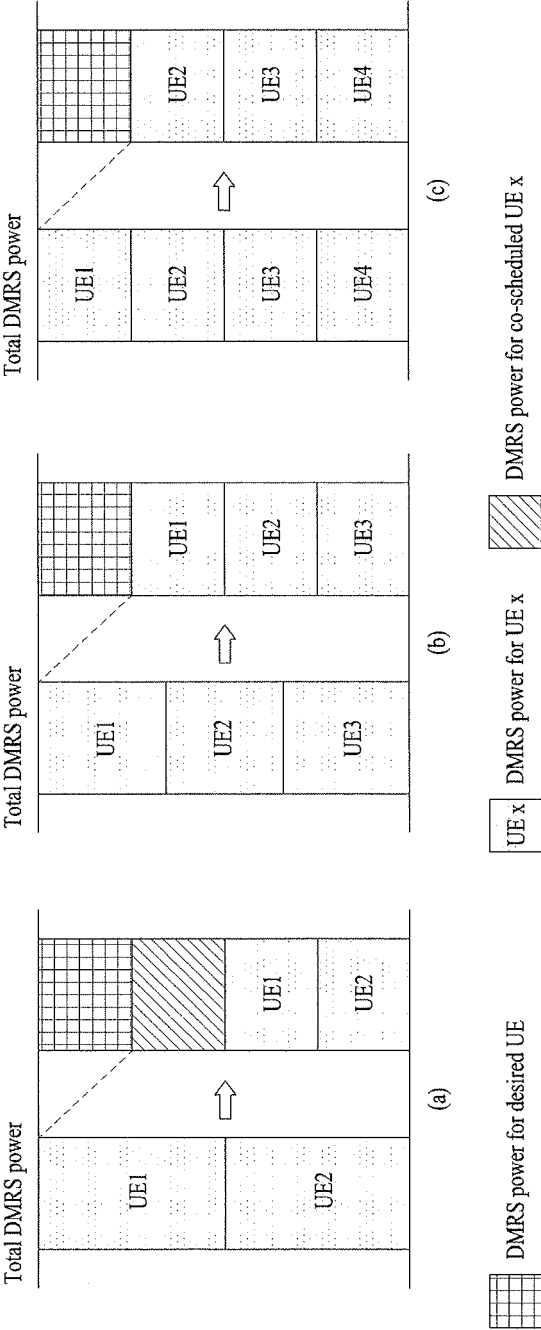 Total DMRS power
UE1
UE2
UE1
UE2
(a)
Total DMRS power
UE1
UE2
UE3
UE1
UE2
UE3
(b)
Total DMRS power
UE1
UE2
UE3
UE4
UE2
UE3
UE4
(c)
DMRS power for desired UE
UE x DMRS power for UE x
DMRS power for co-scheduled UE x